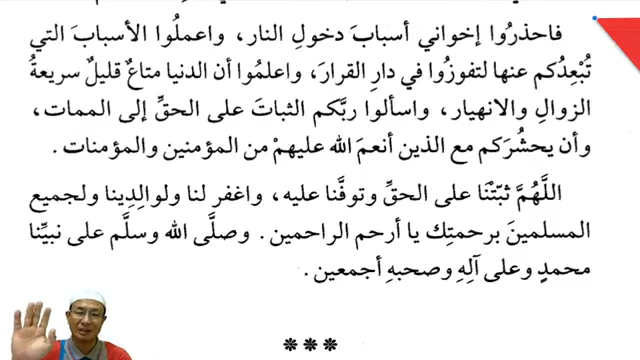 فاحذرُوا إخواني أسبابَ دخولِ النار، واعملُوا الأسبابَ التي
تُبْعِدُكم عنها لتفوزُوا في دارِ القرارَ، واعلمُوا أن الدنيا متاعٌ قليلٌ سريعةُ
الزوالِ والانهيار، واسألوا ربَّكم الثباتَ على الحقِّ إلى الممات،
وأن يحشُرَكم مع الذين أنعمَ الله عليهمْ من المؤمنين والمؤمنات .
اللَّهُمَّ ثبّتْنَا على الحقِّ وتوفَّنا عليه، واغفر لنا ولوالدِينا ولجميع
المسلمينَ برحمتِك يا أرحم الراحمين . وصلَّى الله وسلَّم على نبيِّنا
محمدٍ وعلى آلِهِ وصحبهِ أجمعين .
***